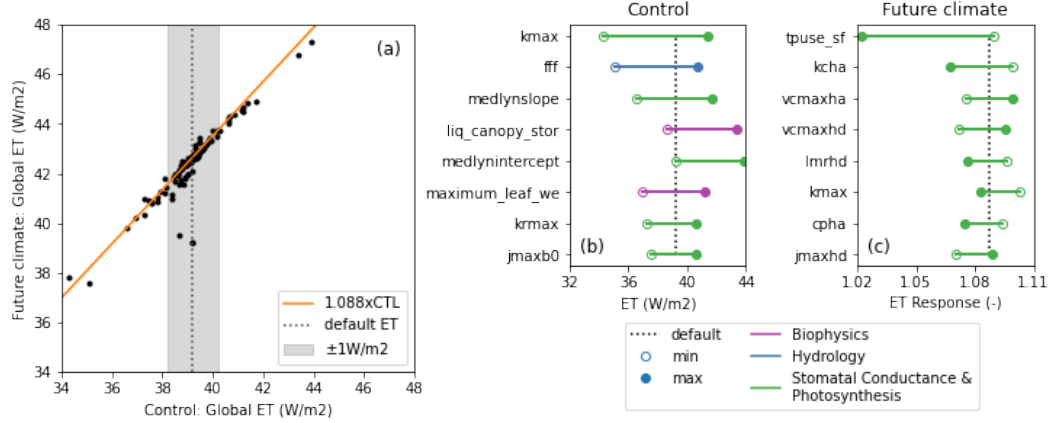 Control
Future climate
48
46
44
42
40
38
36
34
(a)
Future climate: Global ET (W/m2)
1.088xCTL
default ET
±1W/m2
34
36
38
40
42
44
46
48
Control: Global ET (W/m2)
kmax
fff
medlynslope
liq_canopy_stor
medlynintercept
maximum_leaf_we
krmax
jmaxb0
(b)
32
36
40
44
ET (W/m2)
tpuse_sf
kcha
vcmaxha
vcmaxhd
lmrhd
kmax
cpha
jmaxhd
(c)
1.02
1.05
1.08
1.11
ET Response (-)
default
min
max
Biophysics
Hydrology
Stomatal Conductance &
Photosynthesis